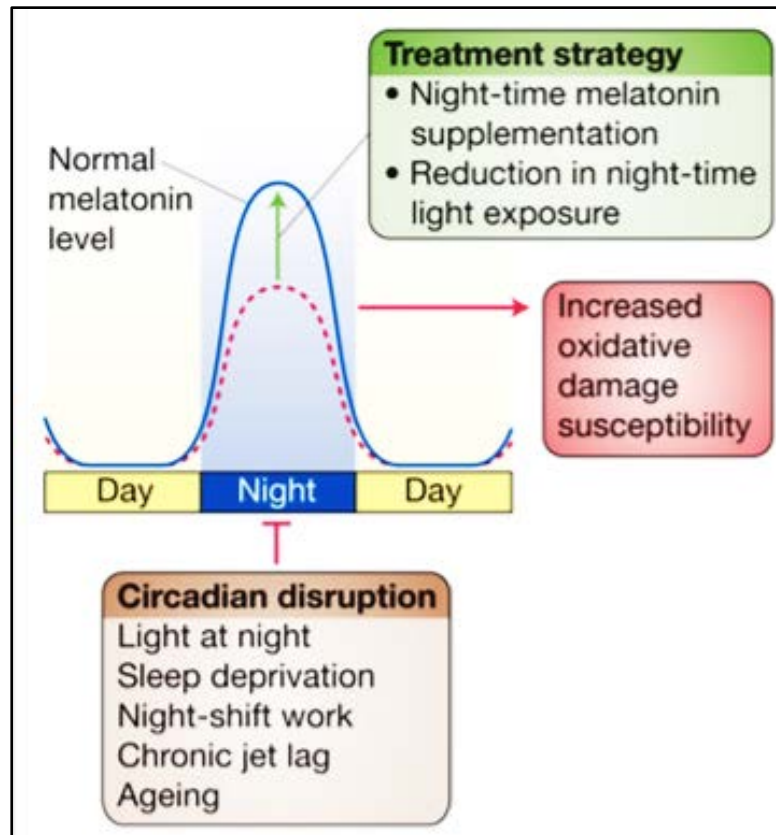 Treatment strategy
• Night-time melatonin
supplementation
• Reduction in night-time
light exposure
Normal
melatonin
level
Increased
oxidative
damage
susceptibility
Day
Night
Day
Circadian disruption
Light at night
Sleep deprivation
Night-shift work
Chronic jet lag
Ageing